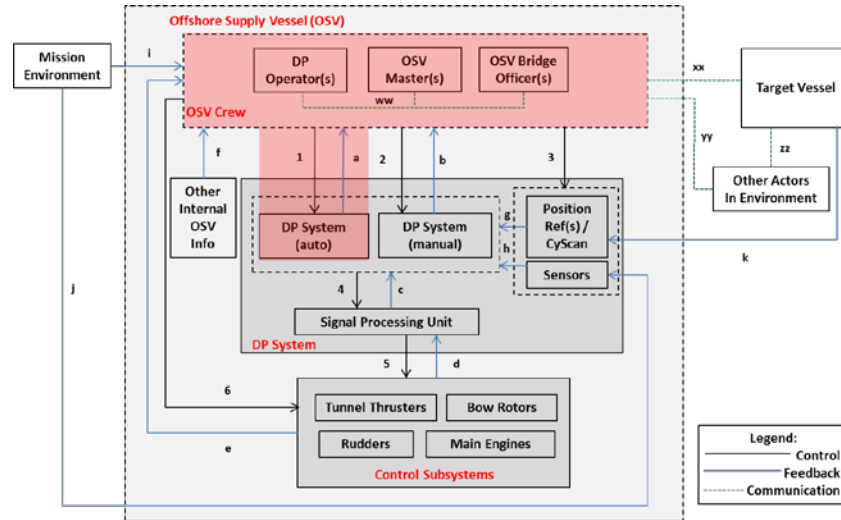 Offshore Supply Vessel (OSV)
Mission
Environment
i
DP
Operator(s)
OSV
Master(s)
OSV Bridge
Officer(s)
ww
OSV Crew
xx
Target Vessel
yy
zz
Other Actors
In Environment
f
1
a
2
b
3
Other
Internal
OSV
Info
DP System
(auto)
DP System
(manual)
g
h
Position
Ref(s) /
CyScan
Sensors
k
j
4
c
Signal Processing Unit
DP System
5
d
6
e
Tunnel Thrusters
Bow Rotors
Rudders
Main Engines
Control Subsystems
Legend:
Control
Feedback
Communication